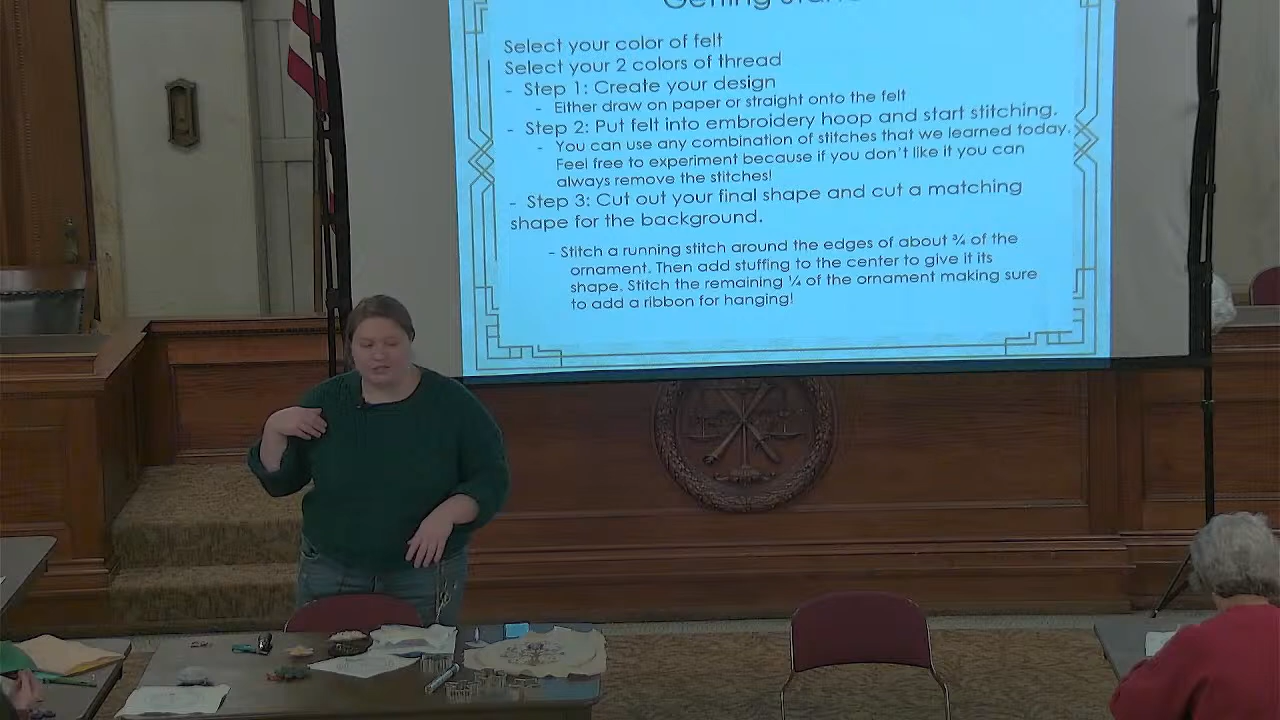 Getting
Select your color of felt
Select your 2 colors of thread
- Step 1: Create your design
- Either draw on paper or straight onto the felt
- Step 2: Put felt into embroidery hoop and start stitching.
- You can use any combination of stitches that we learned today.
Feel free to experiment because if you don't like it you can
always remove the stitches!
- Step 3: Cut out your final shape and cut a matching
shape for the background.
- Stitch a running stitch around the edges of about ¾ of the
ornament. Then add stuffing to the center to give it its
shape. Stitch the remaining ¼ of the ornament making sure
to add a ribbon for hanging!